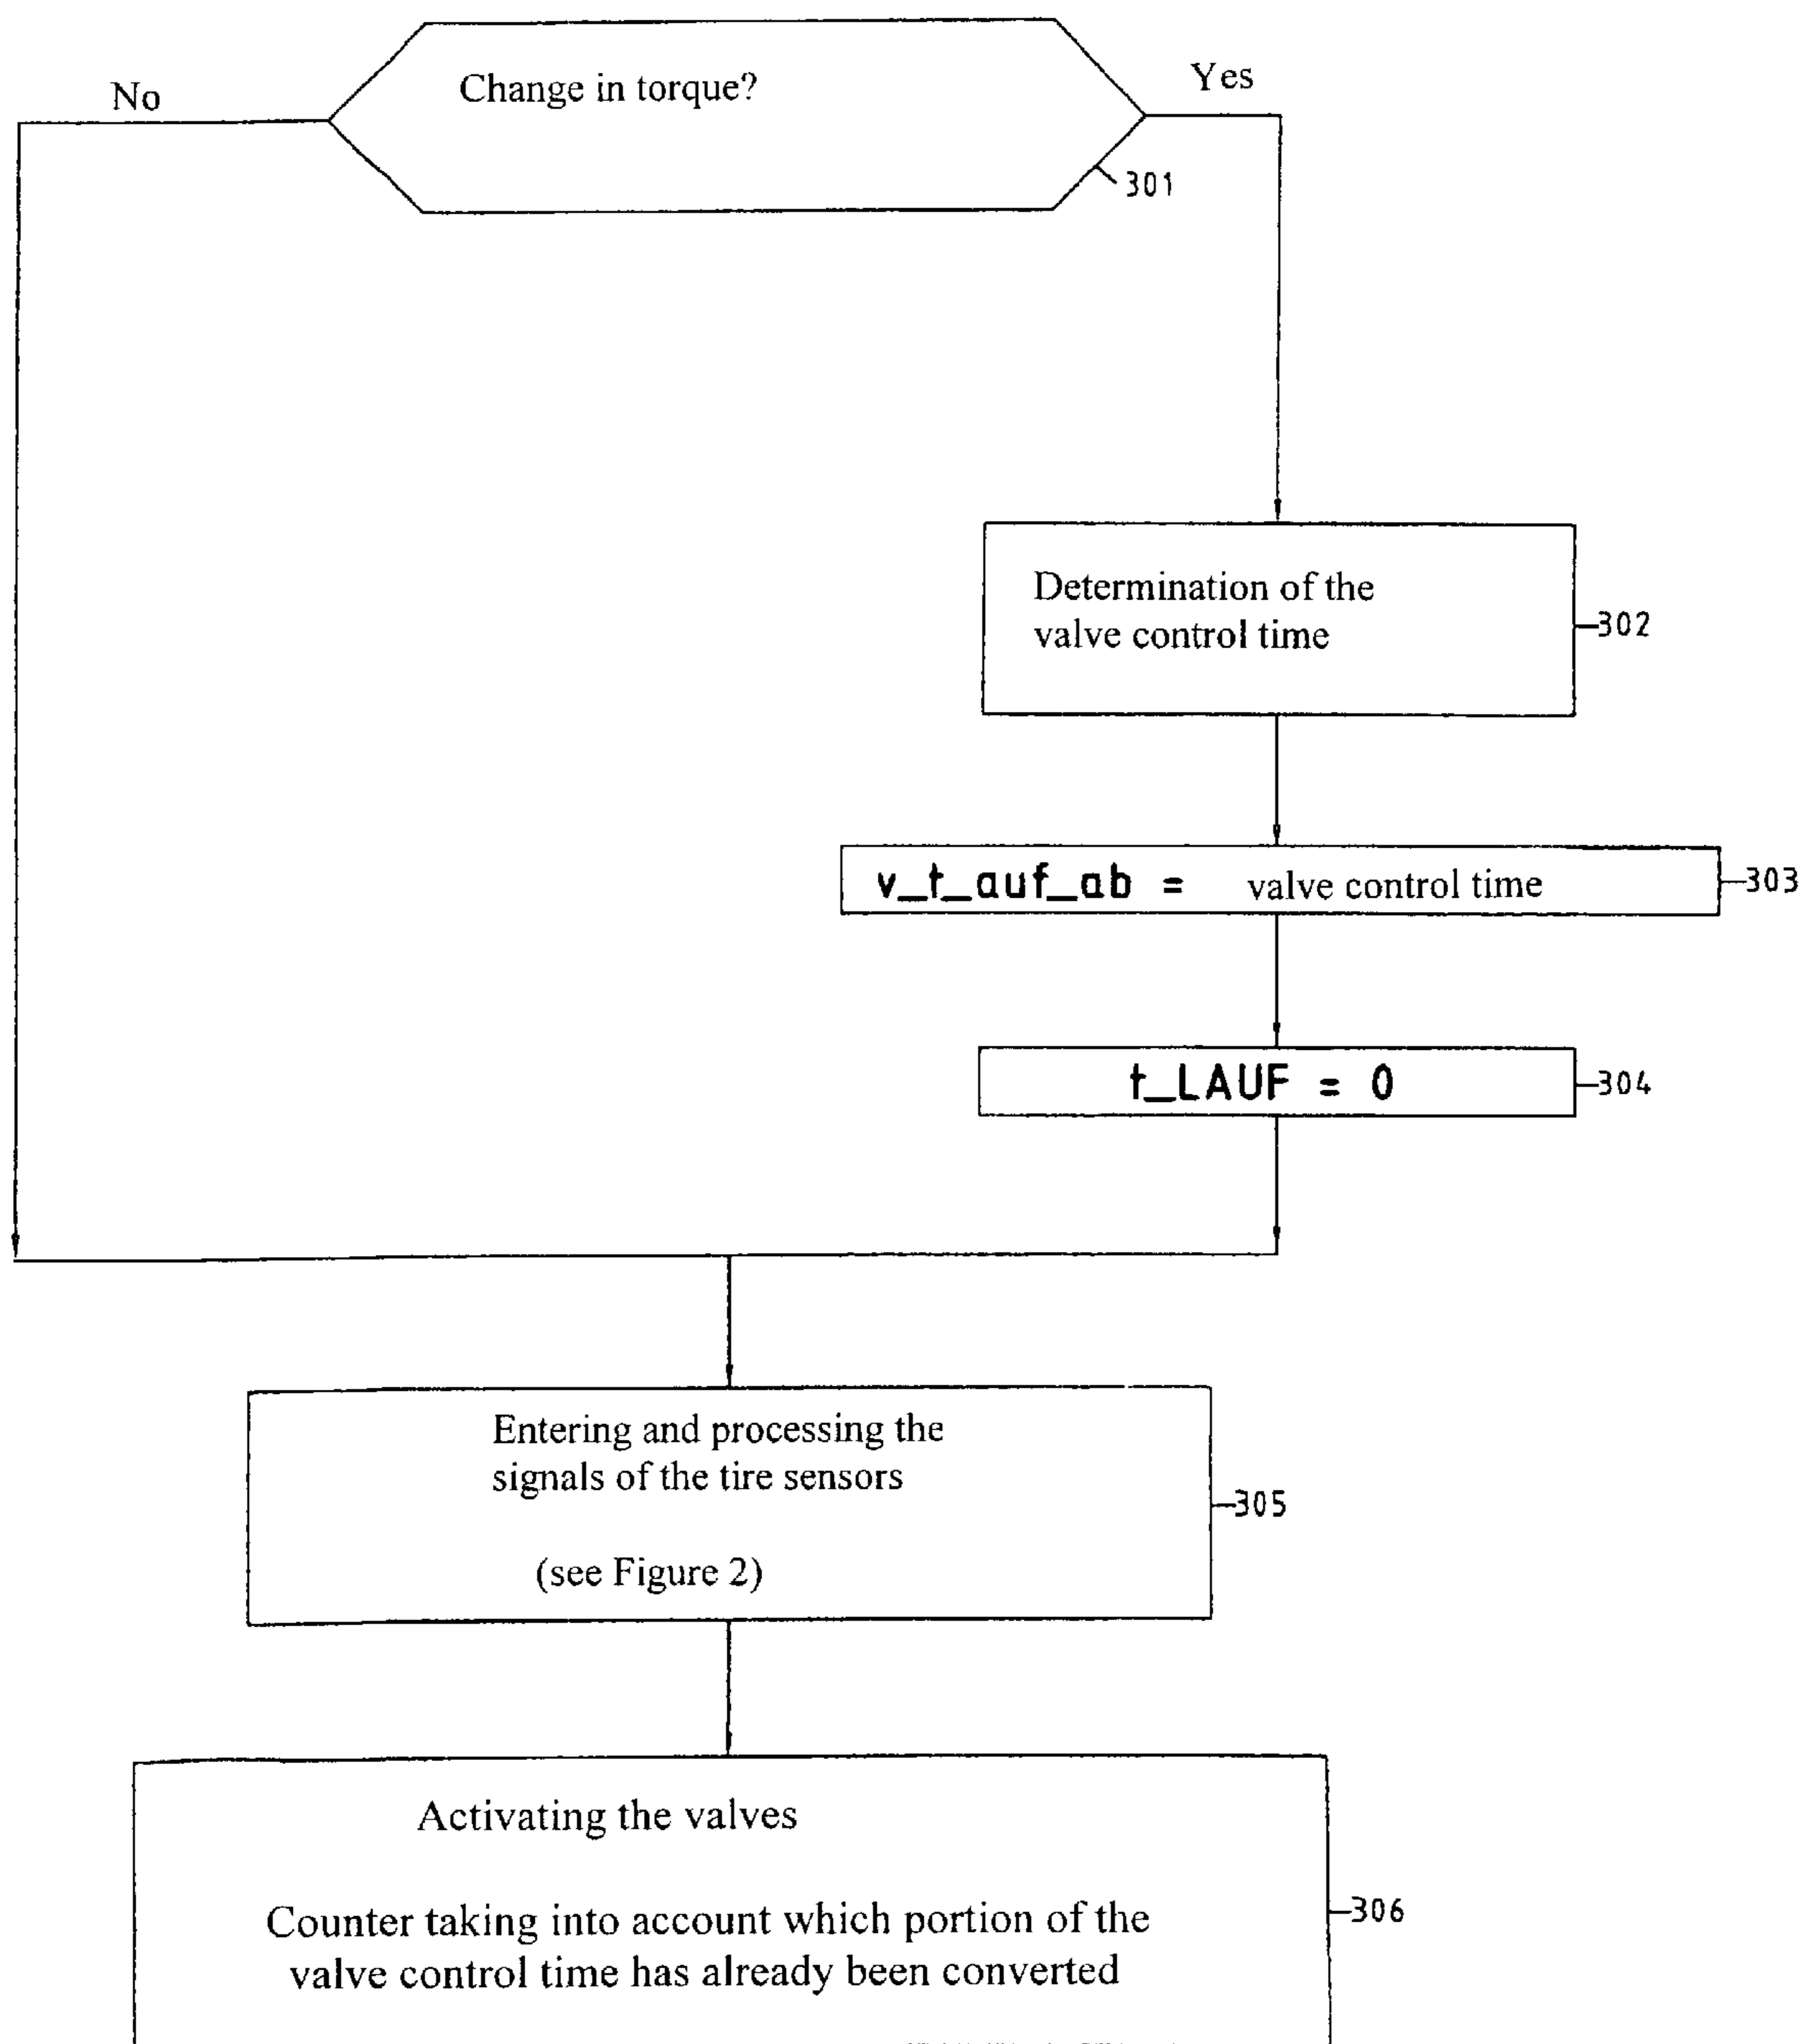 No
Change in torque?
Yes
301
Determination of the
valve control time
302
v_t_auf_ab = valve control time
303
t_LAUF = 0
304
Entering and processing the
signals of the tire sensors
(see Figure 2)
305
Activating the valves
Counter taking into account which portion of the
valve control time has already been converted
306